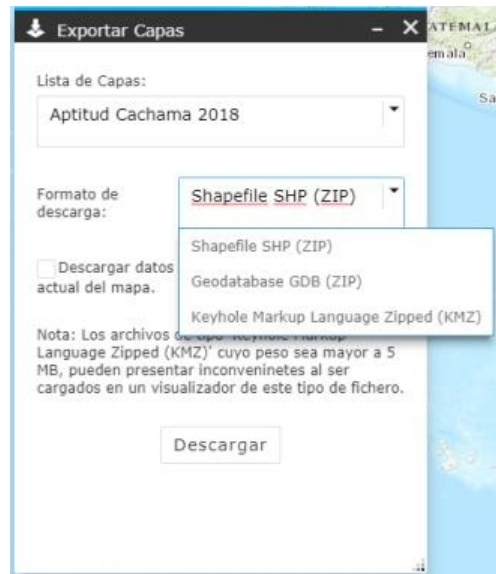 Exportar Capas
ATEMAL
emala
Sa
Lista de Capas:
Aptitud Cachama 2018
Formato de
descarga:
Shapefile SHP (ZIP)
Shapefile SHP (ZIP)
Geodatabase GDB (ZIP)
Keyhole Markup Language Zipped (KMZ)
Descargar datos
actual del mapa.
Nota: Los archivos de tipo 'Keyhole Markup
Language Zipped (KMZ)' cuyo peso sea mayor a 5
MB, pueden presentar inconveninetes al ser
cargados en un visualizador de este tipo de fichero.
Descargar